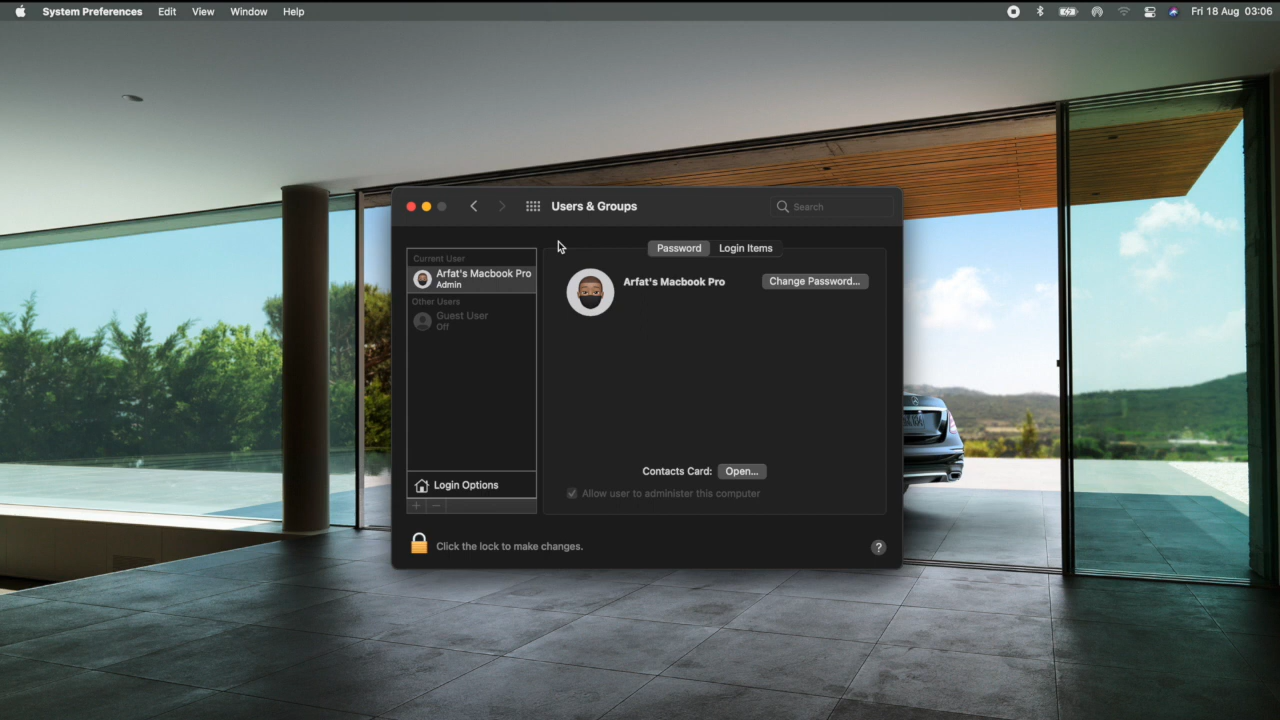 System Preferences Edit View Window Help Fri 18 Aug 03:06
Users & Groups Search
Password Login Items
Current User
Arfat's Macbook Pro
Admin
Other Users
Guest User
Off
Arfat's Macbook Pro Change Password...
Contacts Card: Open...
Allow user to administer this computer
Login Options
+ −
Click the lock to make changes. ?